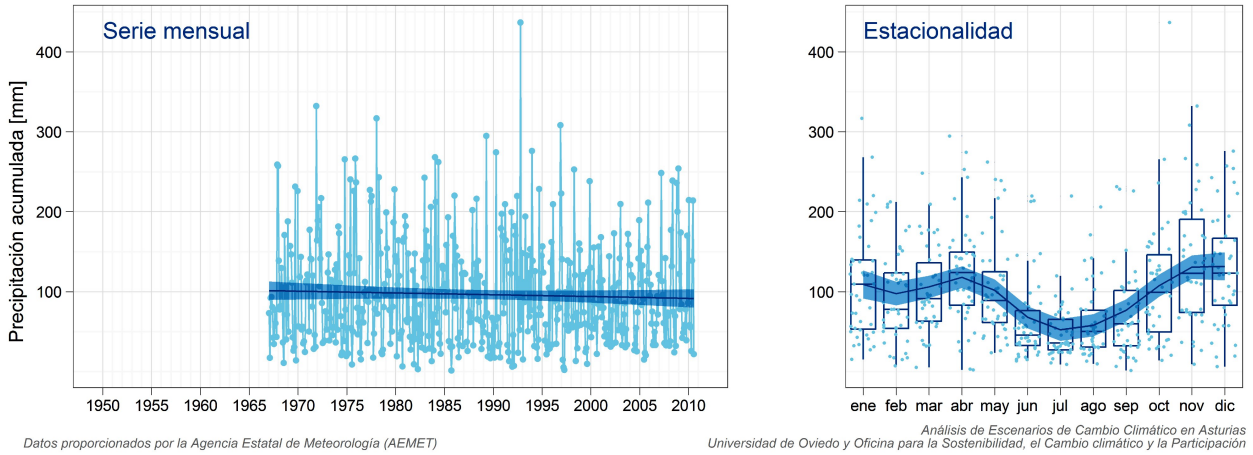 Serie mensual
Precipitación acumulada [mm]
400
300
200
100
1950 1955 1960 1965 1970 1975 1980 1985 1990 1995 2000 2005 2010
Estacionalidad
400
300
200
100
ene feb mar abr may jun jul ago sep oct nov dic
Datos proporcionados por la Agencia Estatal de Meteorología (AEMET)
Análisis de Escenarios de Cambio Climático en Asturias
Universidad de Oviedo y Oficina para la Sostenibilidad, el Cambio climático y la Participación